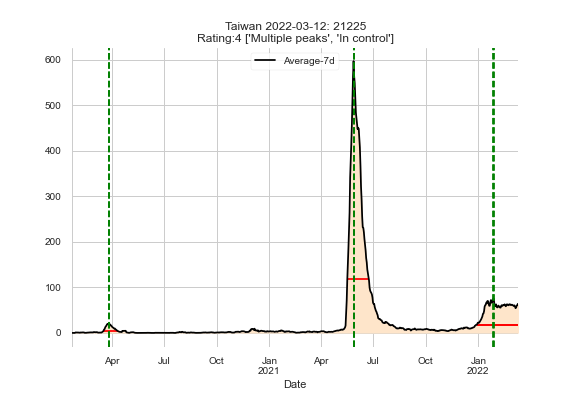 Taiwan 2022-03-12: 21225
Rating:4 ['Multiple peaks', 'In control']
Average-7d
600
500
400
300
200
100
0
Apr
Jul
Oct
Jan
2021
Apr
Jul
Oct
Jan
2022
Date